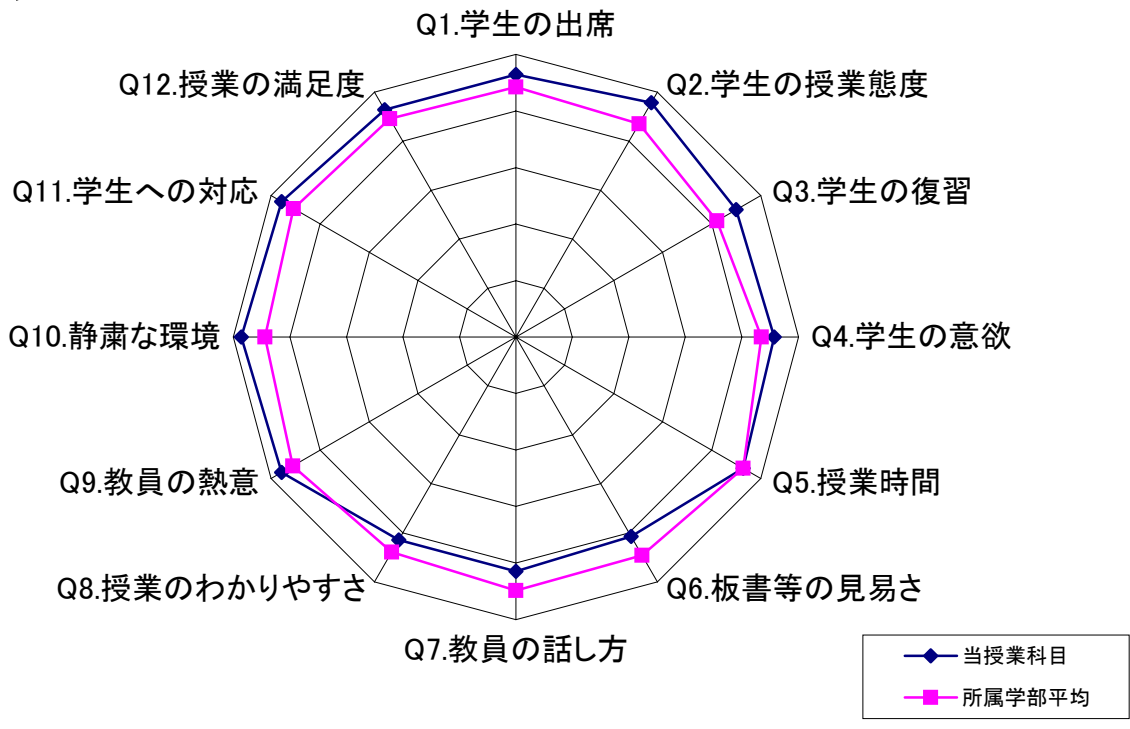 Q1.学生の出席
Q2.学生の授業態度
Q3.学生の復習
Q4.学生の意欲
Q5.授業時間
Q6.板書等の見易さ
Q7.教員の話し方
Q8.授業のわかりやすさ
Q9.教員の熱意
Q10.静粛な環境
Q11.学生への対応
Q12.授業の満足度
当授業科目
所属学部平均